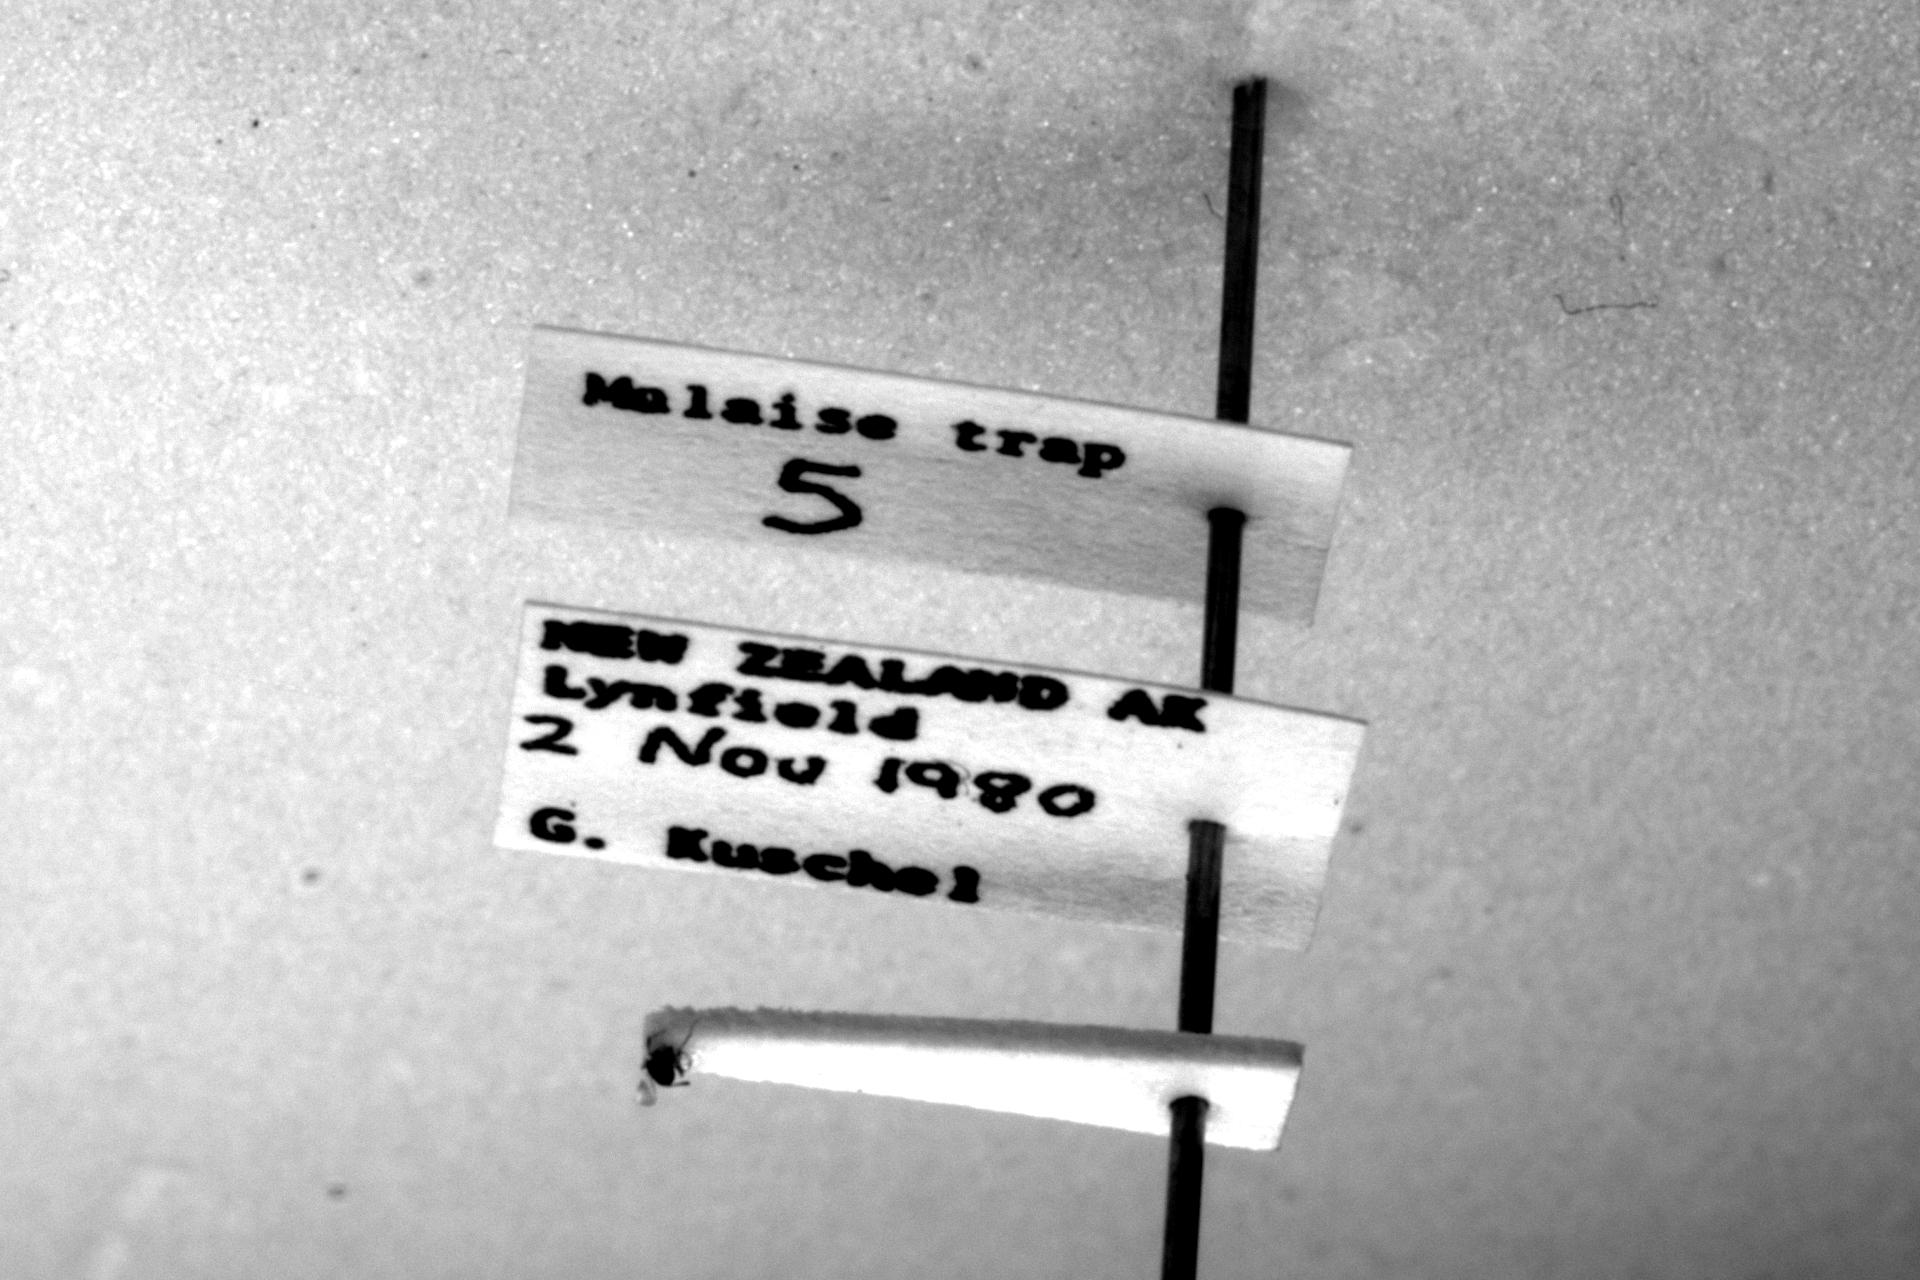 Malaise trap
5
NEW ZEALAND AK
Lynfield
2 Nov 1980
G. Kuschel